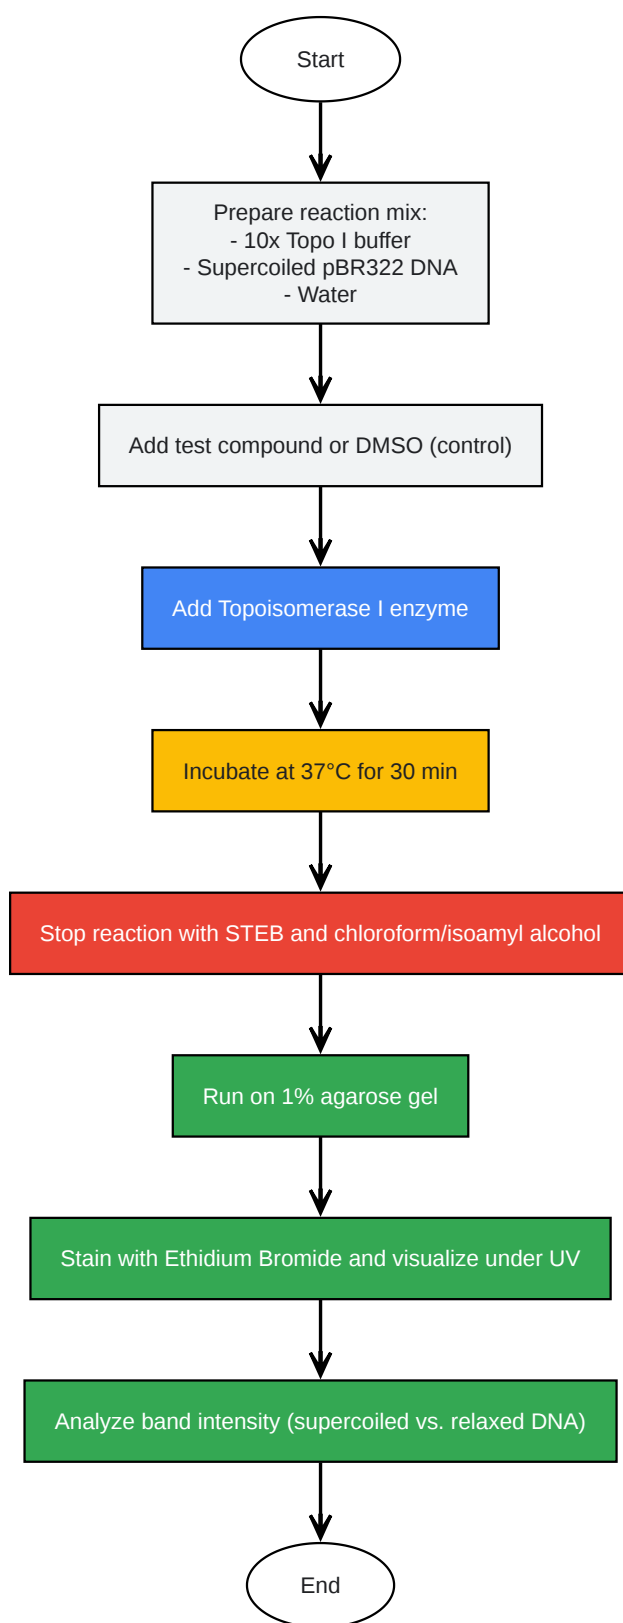 Start
Prepare reaction mix:
- 10x Topo I buffer
- Supercoiled pBR322 DNA
- Water
Add test compound or DMSO (control)
Add Topoisomerase I enzyme
Incubate at 37°C for 30 min
Stop reaction with STEB and chloroform/isoamyl alcohol
Run on 1% agarose gel
Stain with Ethidium Bromide and visualize under UV
Analyze band intensity (supercoiled vs. relaxed DNA)
End